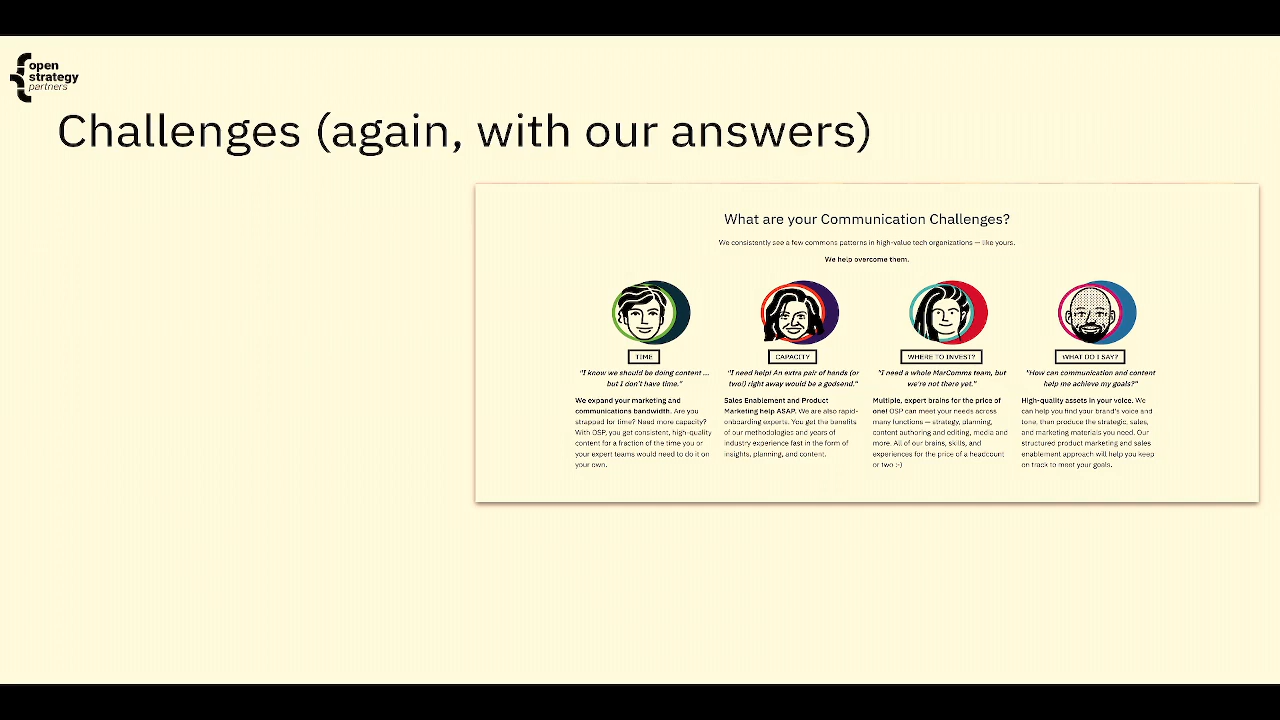 open
strategy
partners
Challenges (again, with our answers)
What are your Communication Challenges?
We consistently see a few commons patterns in high-value tech organizations — like yours.
We help overcome them.
TIME
"I know we should be doing content ...
but I don't have time."
We expand your marketing and
communications bandwidth. Are you
strapped for time? Need more capacity?
With OSP, you get consistent, high-quality
content for a fraction of the time you or
your expert teams would need to do it on
your own.
CAPACITY
"I need help! An extra pair of hands (or
two!) right away would be a godsend."
Sales Enablement and Product
Marketing help ASAP. We are also rapid-
onboarding experts. You get the benefits
of our methodologies and years of
industry experience fast in the form of
insights, planning, and content.
WHERE TO INVEST?
"I need a whole MarComms team, but
we're not there yet."
Multiple, expert brains for the price of
one! OSP can meet your needs across
many functions — strategy, planning,
content authoring and editing, media and
more. All of our brains, skills, and
experiences for the price of a headcount
or two :-)
WHAT DO I SAY?
"How can communication and content
help me achieve my goals?"
High-quality assets in your voice. We
can help you find your brand's voice and
tone, then produce the strategic, sales,
and marketing materials you need. Our
structured product marketing and sales
enablement approach will help you keep
on track to meet your goals.